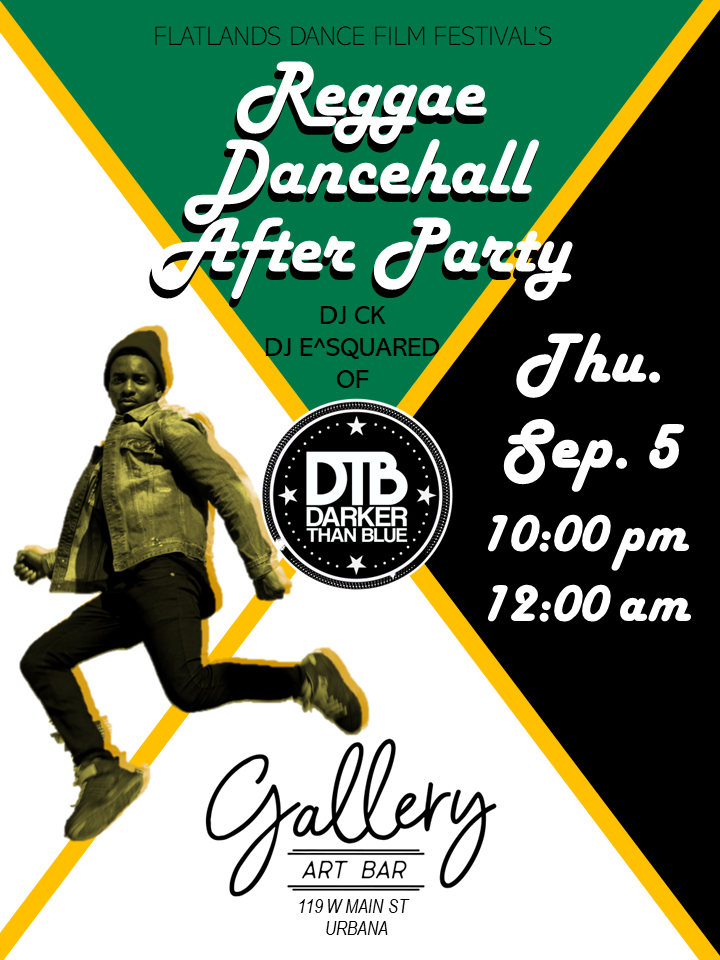 FLATLANDS DANCE FILM FESTIVAL'S
Reggae
Dancehall
After Party
DJ CK
DJ E^SQUARED
OF
DTB
DARKER
THAN BLUE
Thu.
Sep. 5
10:00 pm
12:00 am
Gallery
ART BAR
119 W MAIN ST
URBANA